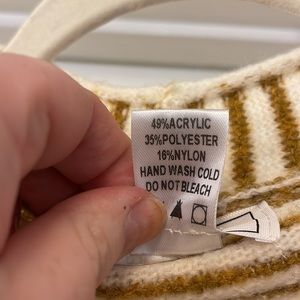 49%ACRYLIC
35%POLYESTER
16%NYLON
HAND WASH COLD
DO NOT BLEACH